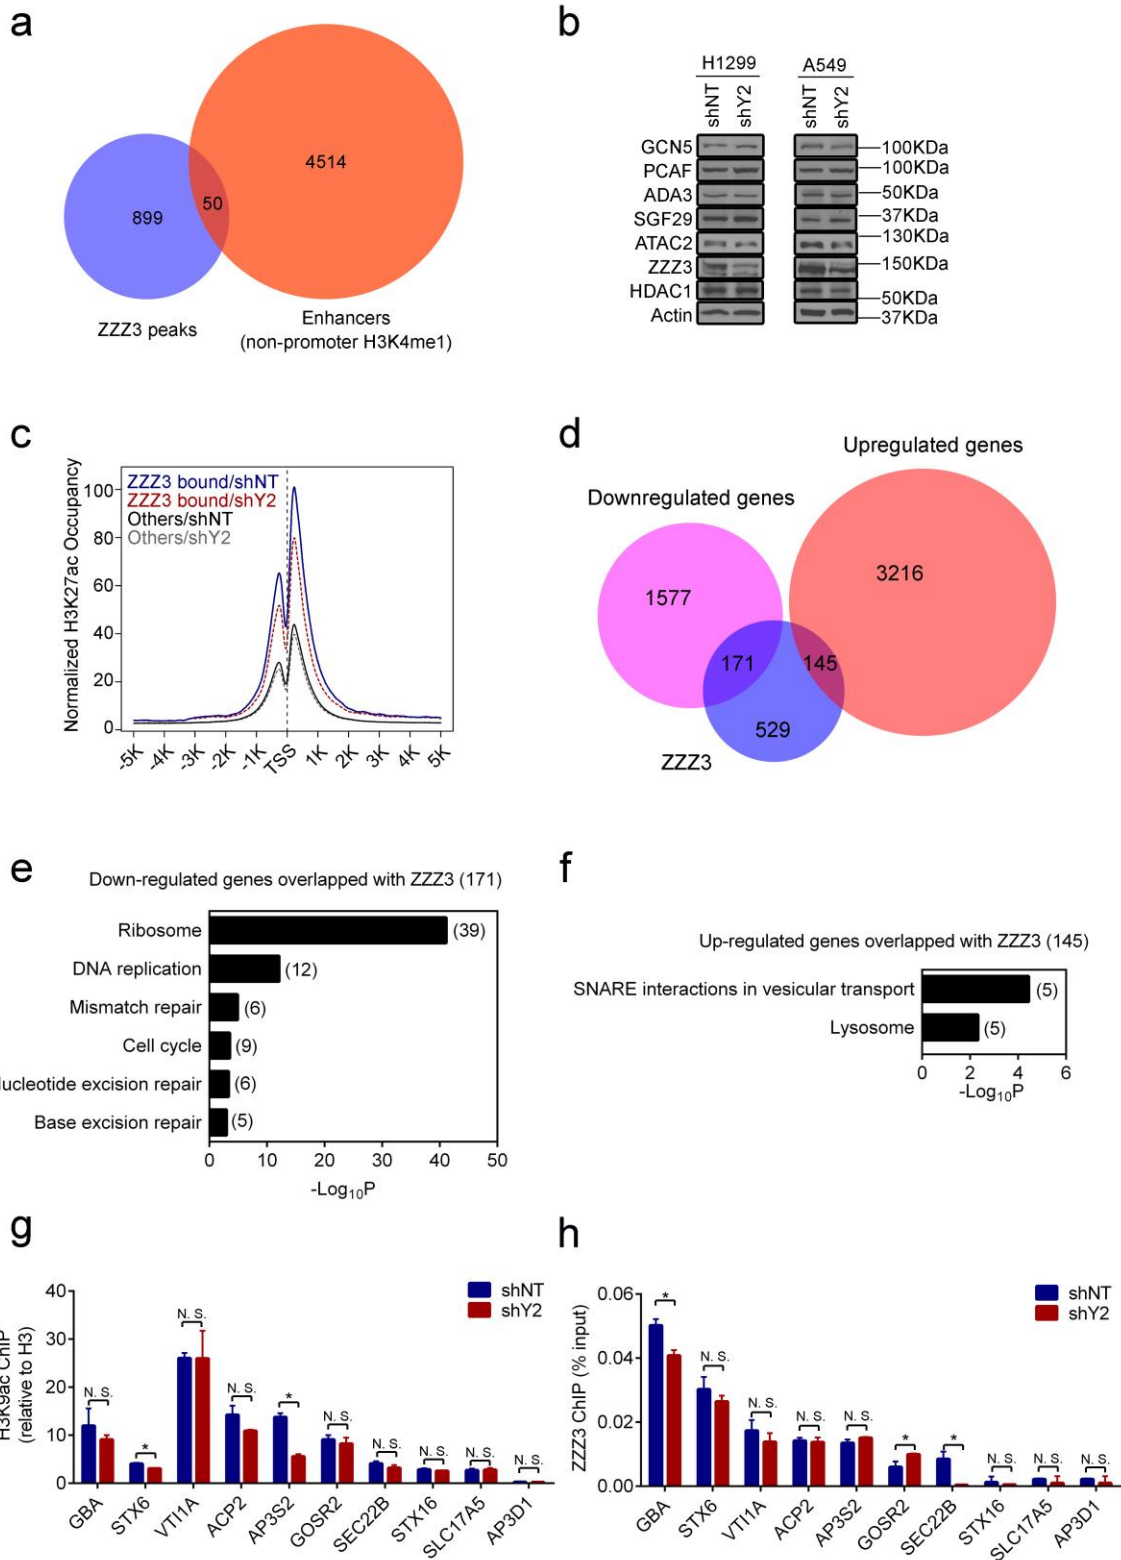 a
899
50
4514
ZZZ3 peaks
Enhancers
(non-promoter H3K4me1)
b
H1299
A549
shNT
shY2
shNT
shY2
GCN5
100KDa
PCAF
100KDa
ADA3
50KDa
SGF29
37KDa
ATAC2
130KDa
ZZZ3
150KDa
HDAC1
50KDa
Actin
37KDa
c
Normalized H3K27ac Occupancy
ZZZ3 bound/shNT
ZZZ3 bound/shY2
Others/shNT
Others/shY2
100
80
60
40
20
0
-5K
-4K
-3K
-2K
-1K
TSS
1K
2K
3K
4K
5K
d
Upregulated genes
Downregulated genes
1577
3216
171
145
529
ZZZ3
e
Down-regulated genes overlapped with ZZZ3 (171)
Ribosome
(39)
DNA replication
(12)
Mismatch repair
(6)
Cell cycle
(9)
Nucleotide excision repair
(6)
Base excision repair
(5)
0 10 20 30 40 50
-Log10P
f
Up-regulated genes overlapped with ZZZ3 (145)
SNARE interactions in vesicular transport
(5)
Lysosome
(5)
0 2 4 6
-Log10P
g
H3K9ac ChIP
(relative to H3)
40
30
20
10
0
shNT
shY2
N. S.
*
N. S.
N. S.
*
N. S.
N. S.
N. S.
N. S.
N. S.
GBA
STX6
VTI1A
ACP2
AP3S2
GOSR2
SEC22B
STX16
SLC17A5
AP3D1
h
ZZZ3 ChIP (% input)
0.06
0.04
0.02
0.00
shNT
shY2
*
N. S.
N. S.
N. S.
N. S.
*
*
N. S.
N. S.
N. S.
GBA
STX6
VTI1A
ACP2
AP3S2
GOSR2
SEC22B
STX16
SLC17A5
AP3D1